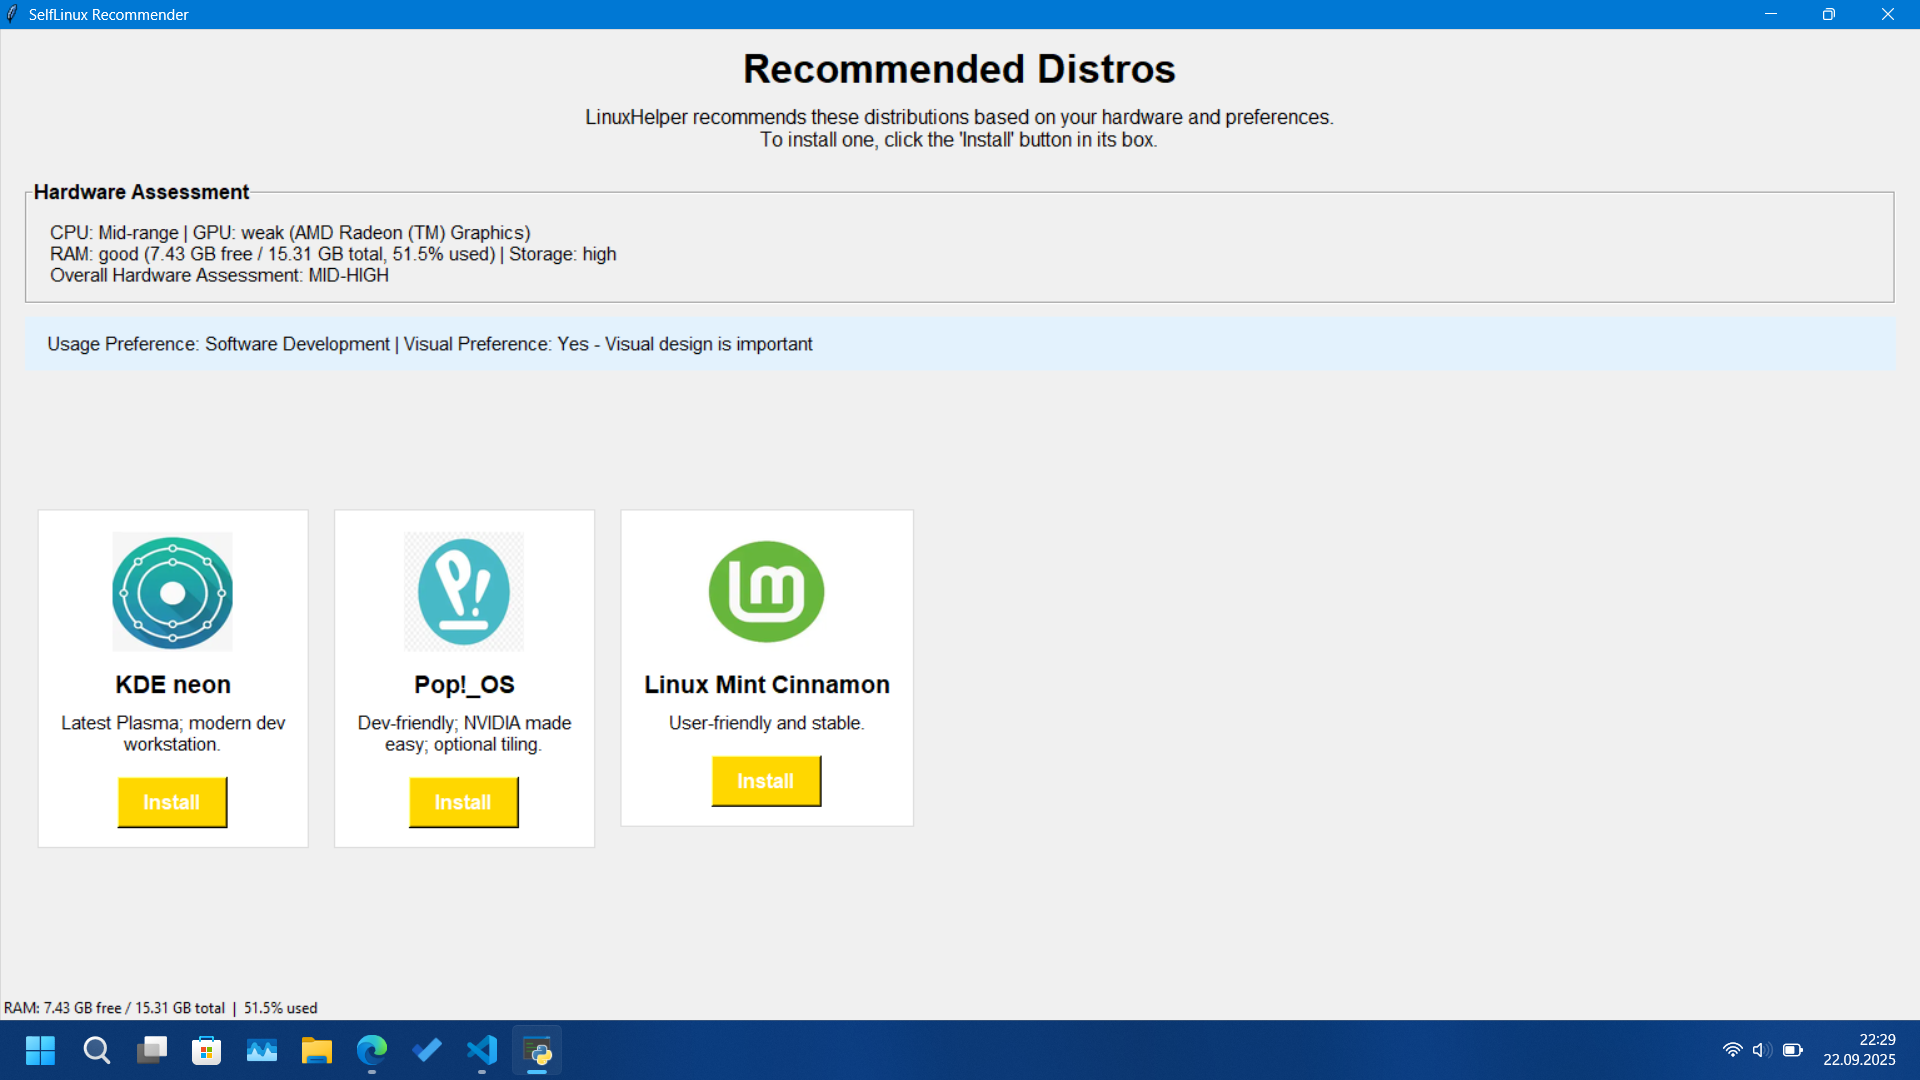 SelfLinux Recommender
Recommended Distros
LinuxHelper recommends these distributions based on your hardware and preferences.
To install one, click the 'Install' button in its box.
Hardware Assessment
CPU: Mid-range | GPU: weak (AMD Radeon (TM) Graphics)
RAM: good (7.43 GB free / 15.31 GB total, 51.5% used) | Storage: high
Overall Hardware Assessment: MID-HIGH
Usage Preference: Software Development | Visual Preference: Yes - Visual design is important
KDE neon
Latest Plasma; modern dev
workstation.
Install
P!
Pop!_OS
Dev-friendly; NVIDIA made
easy; optional tiling.
Install
lm
Linux Mint Cinnamon
User-friendly and stable.
Install
RAM: 7.43 GB free / 15.31 GB total | 51.5% used
22:29
22.09.2025